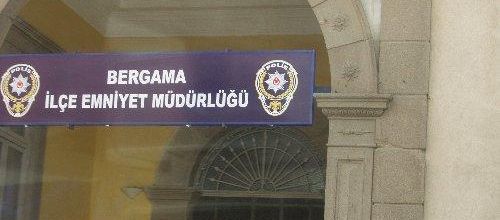 BERGAMA
İLÇE EMNİYET MÜDÜRLÜĞÜ
POLİS
POLİS